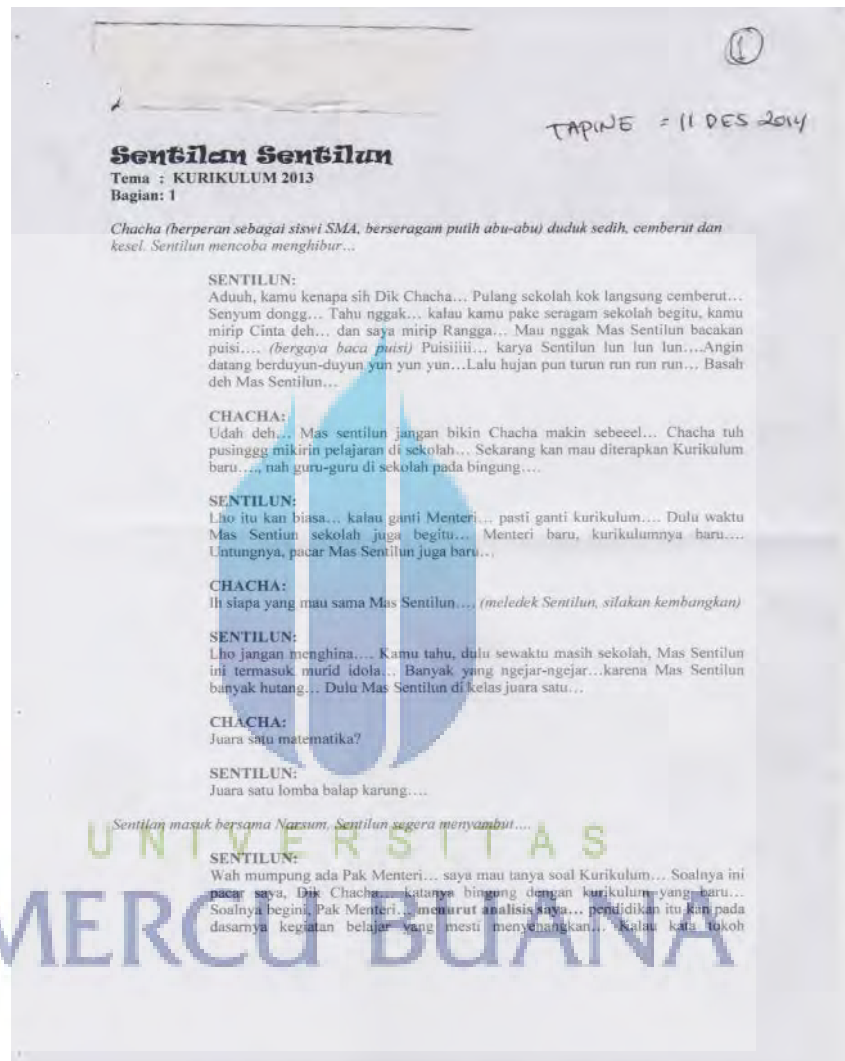 1
TAPING = 11 DES 2014
Sentilan Sentilun
Tema : KURIKULUM 2013
Bagian: 1
Chacha (berperan sebagai siswi SMA, berseragam putih abu-abu) duduk sedih, cemberut dan
kesel. Sentilun mencoba menghibur…
SENTILUN:
Aduuh, kamu kenapa sih Dik Chacha… Pulang sekolah kok langsung cemberut…
Senyum dongg… Tahu nggak… kalau kamu pake seragam sekolah begitu, kamu
mirip Cinta deh… dan saya mirip Rangga… Mau nggak Mas Sentilun bacakan
puisi…. (bergaya baca puisi) Puisiiiii… karya Sentilun lun lun lun….Angin
datang berduyun-duyun yun yun yun…Lalu hujan pun turun run run run… Basah
deh Mas Sentilun…
CHACHA:
Udah deh… Mas sentilun jangan bikin Chacha makin sebeeel… Chacha tuh
pusinggg mikirin pelajaran di sekolah… Sekarang kan mau diterapkan Kurikulum
baru…., nah guru-guru di sekolah pada bingung….
SENTILUN:
Lho itu kan biasa… kalau ganti Menteri… pasti ganti kurikulum…. Dulu waktu
Mas Sentiun sekolah juga begitu… Menteri baru, kurikulumnya baru….
Untungnya, pacar Mas Sentilun juga baru…
CHACHA:
Ih siapa yang mau sama Mas Sentilun…. (meledek Sentilun, silakan kembangkan)
SENTILUN:
Lho jangan menghina…. Kamu tahu, dulu sewaktu masih sekolah, Mas Sentilun
ini termasuk murid idola… Banyak yang ngejar-ngejar…karena Mas Sentilun
banyak hutang… Dulu Mas Sentilun di kelas juara satu…
CHACHA:
Juara satu matematika?
SENTILUN:
Juara satu lomba balap karung….
Sentilan masuk bersama Narsum, Sentilun segera menyambut….
UNIVERSITAS
SENTILUN:
Wah mumpung ada Pak Menteri… saya mau tanya soal Kurikulum… Soalnya ini
pacar saya, Dik Chacha… katanya bingung dengan kurikulum yang baru…
Soalnya begini, Pak Menteri… menurut analisis saya… pendidikan itu kan pada
dasarnya kegiatan belajar yang mesti menyenangkan… Kalau kata tokoh
MERCU BUANA